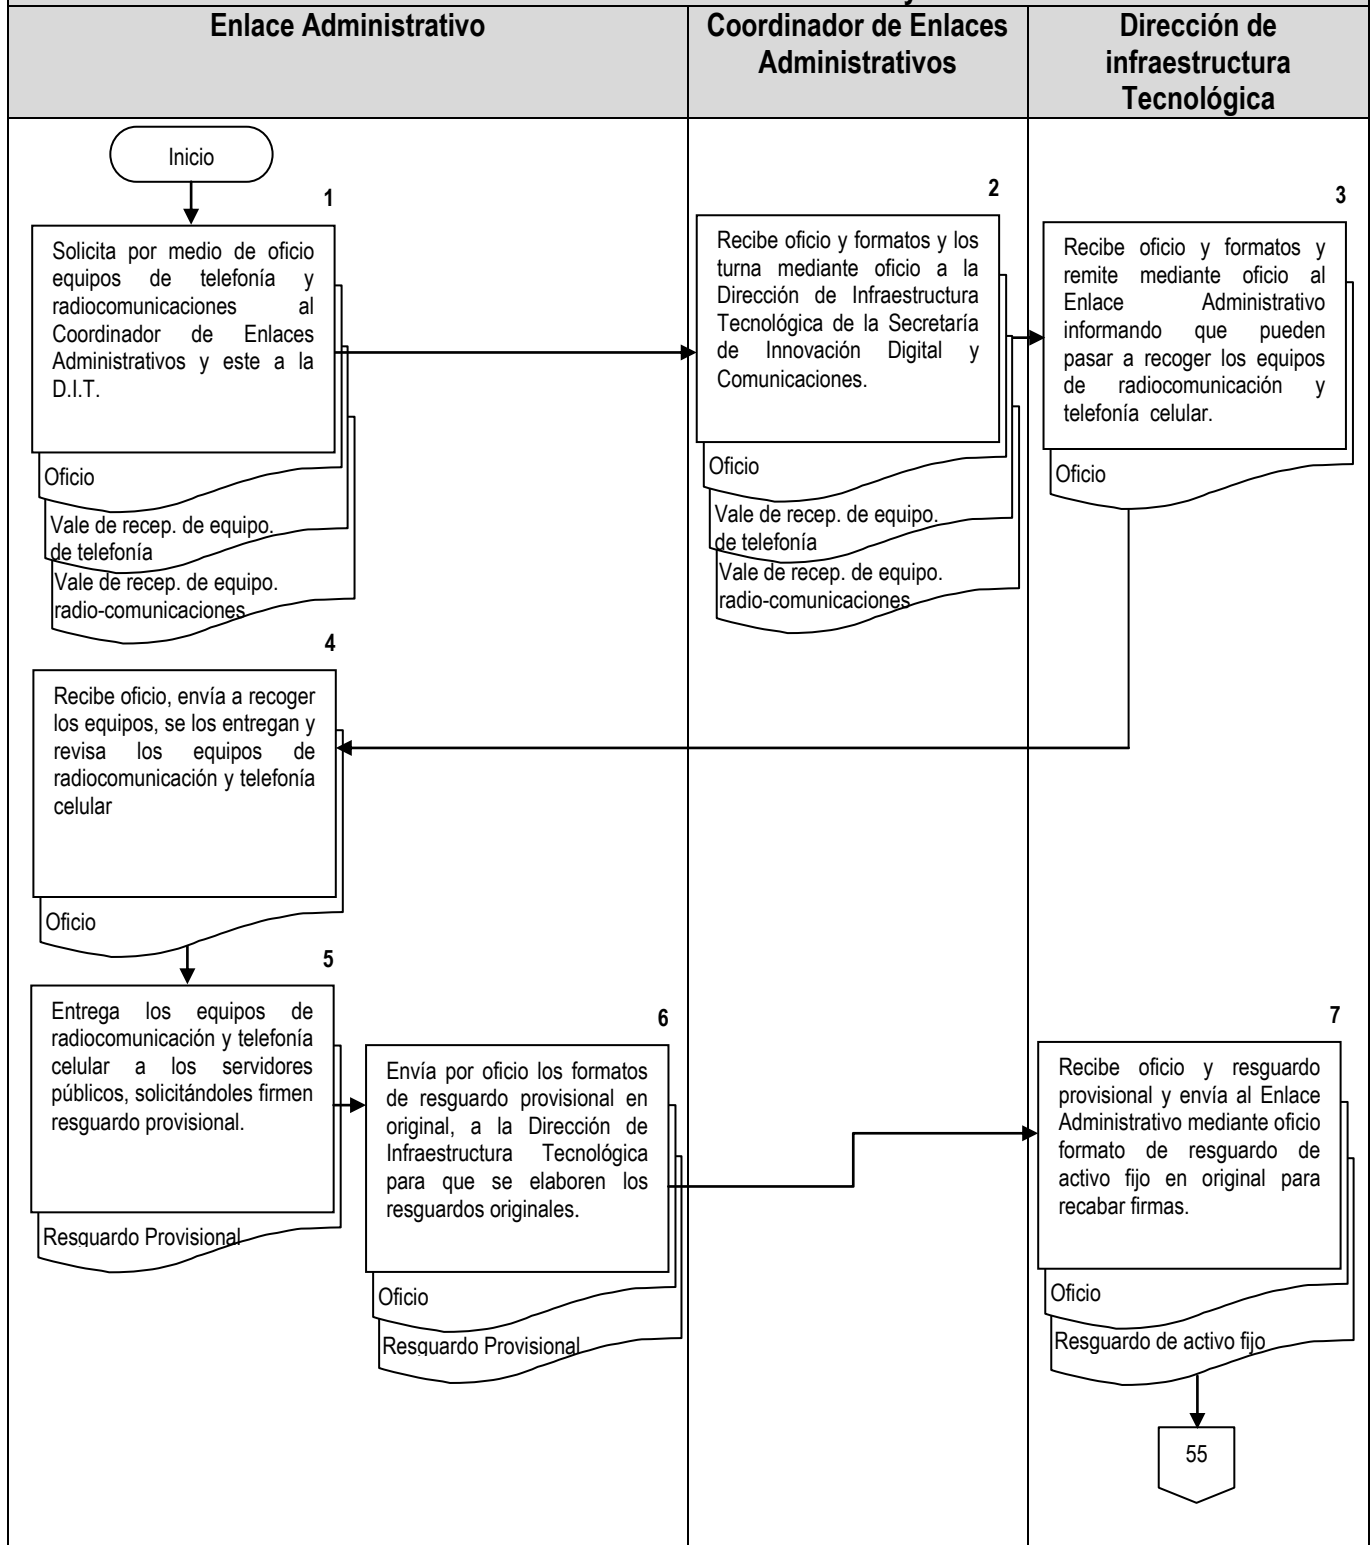 Enlace Administrativo
Coordinador de Enlaces
Administrativos
Dirección de
infraestructura
Tecnológica
Inicio
1
Solicita por medio de oficio
equipos de telefonía y
radiocomunicaciones al
Coordinador de Enlaces
Administrativos y este a la
D.I.T.
Oficio
Vale de recep. de equipo.
de telefonía
Vale de recep. de equipo.
radio-comunicaciones
2
Recibe oficio y formatos y los
turna mediante oficio a la
Dirección de Infraestructura
Tecnológica de la Secretaría
de Innovación Digital y
Comunicaciones.
Oficio
Vale de recep. de equipo.
de telefonía
Vale de recep. de equipo.
radio-comunicaciones
3
Recibe oficio y formatos y
remite mediante oficio al
Enlace Administrativo
informando que pueden
pasar a recoger los equipos
de radiocomunicación y
telefonía celular.
Oficio
4
Recibe oficio, envía a recoger
los equipos, se los entregan y
revisa los equipos de
radiocomunicación y telefonía
celular
Oficio
5
Entrega los equipos de
radiocomunicación y telefonía
celular a los servidores
públicos, solicitándoles firmen
resguardo provisional.
Resguardo Provisional
6
Envía por oficio los formatos
de resguardo provisional en
original, a la Dirección de
Infraestructura Tecnológica
para que se elaboren los
resguardos originales.
Oficio
Resguardo Provisional
7
Recibe oficio y resguardo
provisional y envía al Enlace
Administrativo mediante oficio
formato de resguardo de
activo fijo en original para
recabar firmas.
Oficio
Resguardo de activo fijo
55